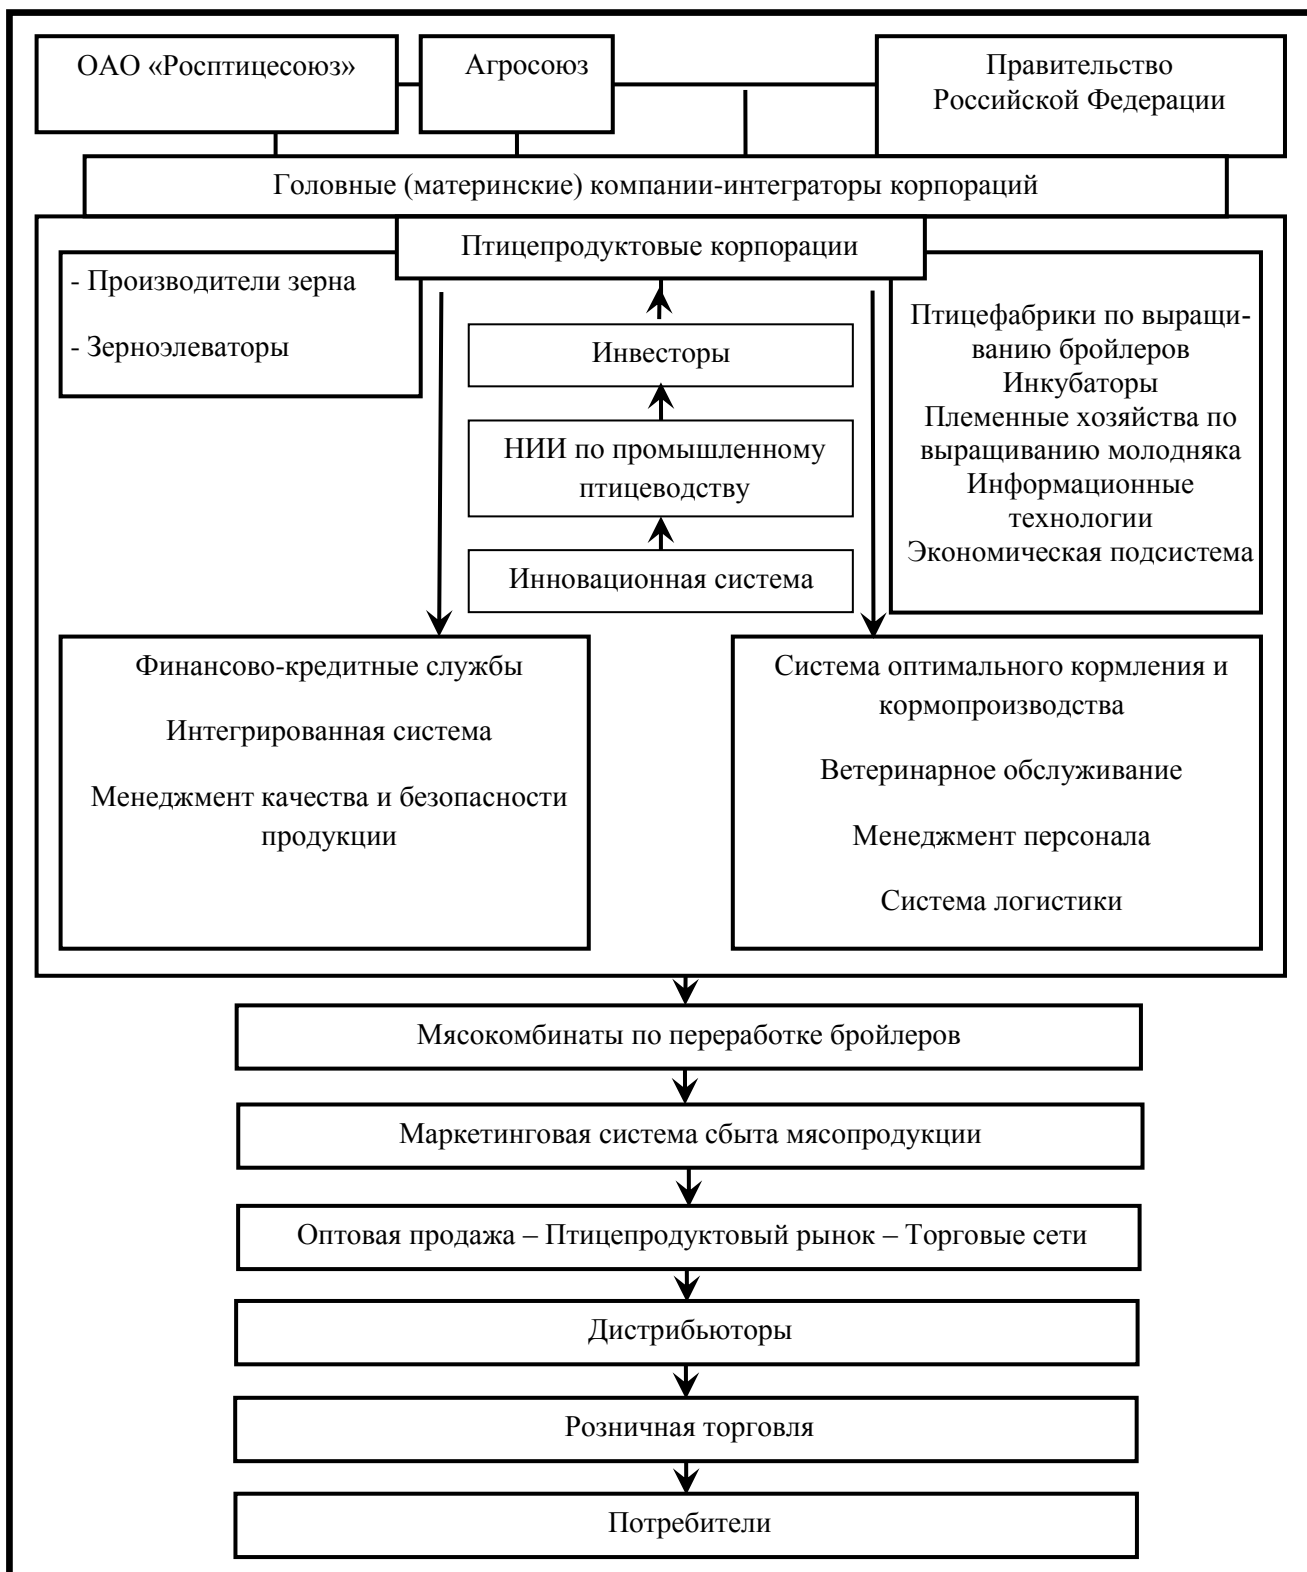 ОАО «Росптицесоюз»
Агросоюз
Правительство
Российской Федерации
Головные (материнские) компании-интеграторы корпораций
Птицепродуктовые корпорации
- Производители зерна
- Зерноэлеваторы
Инвесторы
НИИ по промышленному
птицеводству
Инновационная система
Птицефабрики по выращи-
ванию бройлеров
Инкубаторы
Племенные хозяйства по
выращиванию молодняка
Информационные
технологии
Экономическая подсистема
Финансово-кредитные службы
Интегрированная система
Менеджмент качества и безопасности
продукции
Система оптимального кормления и
кормопроизводства
Ветеринарное обслуживание
Менеджмент персонала
Система логистики
Мясокомбинаты по переработке бройлеров
Маркетинговая система сбыта мясопродукции
Оптовая продажа – Птицепродуктовый рынок – Торговые сети
Дистрибьюторы
Розничная торговля
Потребители